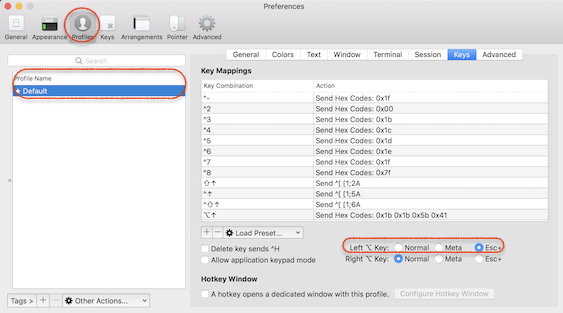 Preferences
General Appearance Profiles Keys Arrangements Pointer Advanced
General Colors Text Window Terminal Session Keys Advanced
Search
Profile Name
★ Default
Key Mappings
Key Combination Action
^- Send Hex Codes: 0x1f
^2 Send Hex Codes: 0x00
^3 Send Hex Codes: 0x1b
^4 Send Hex Codes: 0x1c
^5 Send Hex Codes: 0x1d
^6 Send Hex Codes: 0x1e
^7 Send Hex Codes: 0x1f
^8 Send Hex Codes: 0x7f
⇧↑ Send ^[ [1;2A
^↑ Send ^[ [1;5A
^⇧↑ Send ^[ [1;6A
⌥↑ Send Hex Codes: 0x1b 0x1b 0x5b 0x41
+ − Load Preset...
Delete key sends ^H
Allow application keypad mode
Left ⌥ Key: Normal Meta Esc+
Right ⌥ Key: Normal Meta Esc+
Hotkey Window
A hotkey opens a dedicated window with this profile. Configure Hotkey Window
Tags > + − Other Actions...